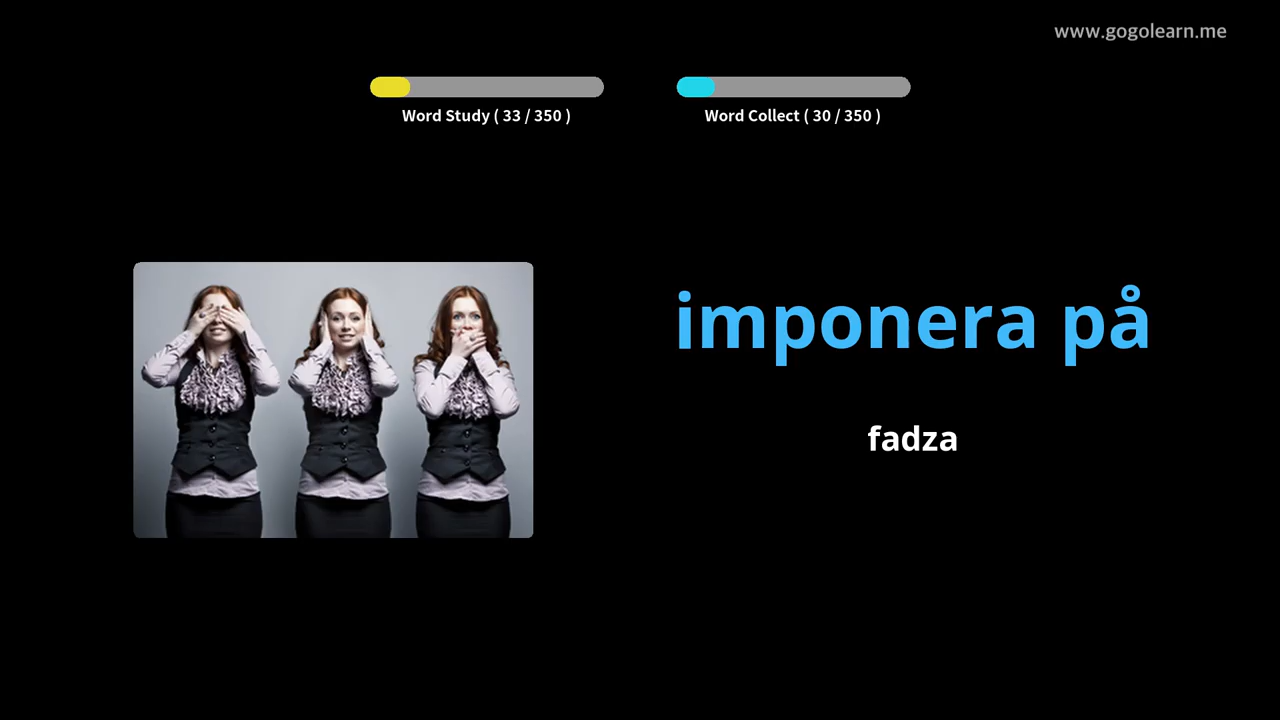 www.gogolearn.me
Word Study ( 33 / 350 )
Word Collect ( 30 / 350 )
imponera på
fadza